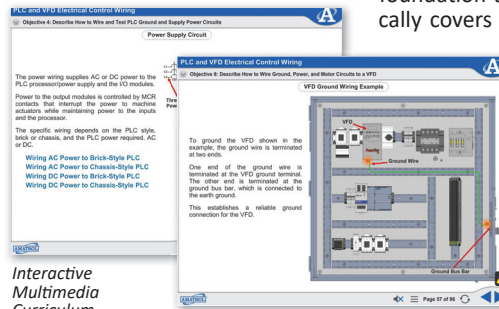 PLC and VFD Electrical Control Wiring
Objective 4: Describe How to Wire and Test PLC Ground and Supply Power Circuits
Power Supply Circuit
The power wiring supplies AC or DC power to the
PLC processor/power supply and the I/O modules.
Power to the output modules is controlled by MCR
contacts that interrupt the power to machine
actuators while maintaining power to the inputs
and the processor.
The specific wiring depends on the PLC style,
brick or chassis, and the PLC power required, AC
or DC.
Wiring AC Power to Brick-Style PLC
Wiring AC Power to Chassis-Style PLC
Wiring DC Power to Brick-Style PLC
Wiring DC Power to Chassis-Style PLC
AMATROL
cally covers
PLC and VFD Electrical Control Wiring
Objective 8: Describe How to Wire Ground, Power, and Motor Circuits to a VFD
VFD Ground Wiring Example
To ground the VFD shown in the
example, the ground wire is terminated
at two ends.
One end of the ground wire is
terminated at the VFD ground terminal.
The other end is terminated at the
ground bus bar, which is connected to
the earth ground.
This establishes a reliable ground
connection for the VFD.
VFD
Ground Wire
Ground Bus Bar
AMATROL
Page 57 of 86
Interactive
Multimedia